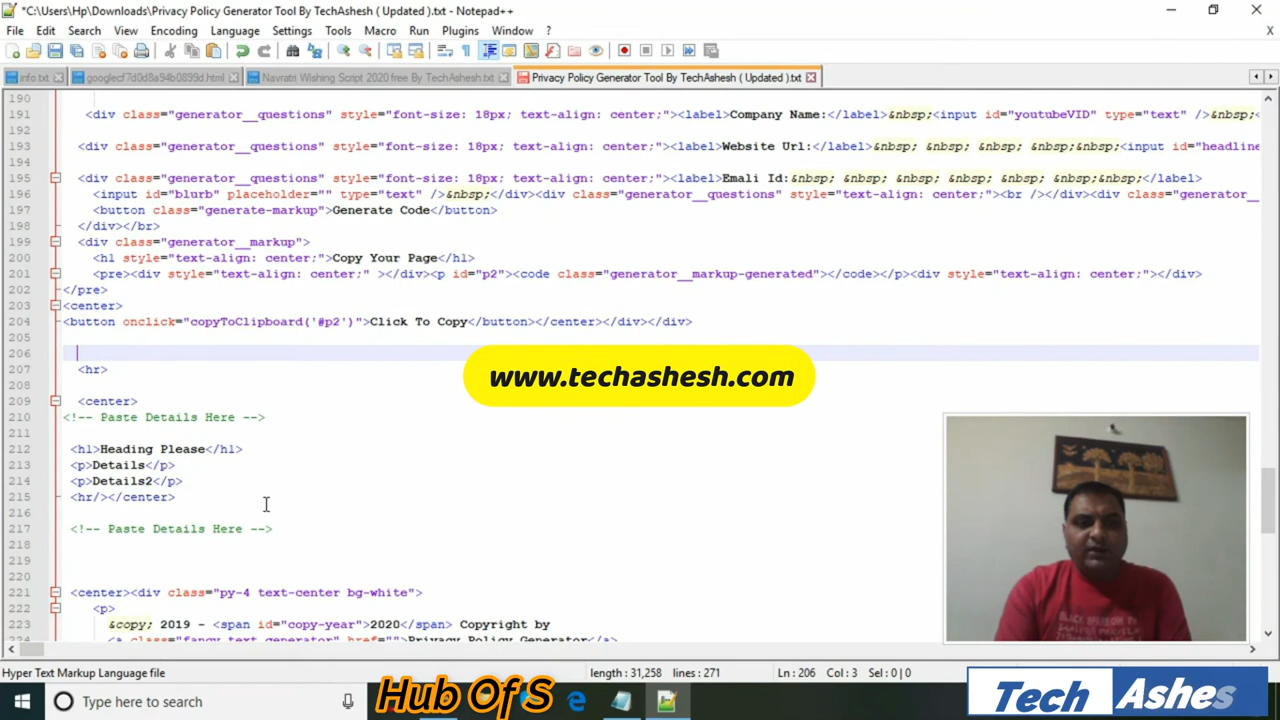 *C:\Users\Hp\Downloads\Privacy Policy Generator Tool By TechAshesh ( Updated ).txt - Notepad++
File Edit Search View Encoding Language Settings Tools Macro Run Plugins Window ? X
info.txt googlecf7d0d8a94b0899d.html Navratri Wishing Script 2020 free By TechAshesh.txt Privacy Policy Generator Tool By TechAshesh ( Updated ).txt
190
191 <div class="generator__questions" style="font-size: 18px; text-align: center;"><label>Company Name:</label>&nbsp;<input id="youtubeVID" type="text" />&nbsp;<
192
193 <div class="generator__questions" style="font-size: 18px; text-align: center;"><label>Website Url:</label>&nbsp; &nbsp; &nbsp; &nbsp;&nbsp;<input id="headline
194
195 <div class="generator__questions" style="font-size: 18px; text-align: center;"><label>Emali Id:&nbsp; &nbsp; &nbsp; &nbsp; &nbsp; &nbsp;&nbsp;</label>
196 <input id="blurb" placeholder="" type="text" />&nbsp;</div><div class="generator__questions" style="text-align: center;"><br /></div><div class="generator_
197 <button class="generate-markup">Generate Code</button>
198 </div></br>
199 <div class="generator__markup">
200 <h1 style="text-align: center;">Copy Your Page</h1>
201 <pre><div style="text-align: center;" ></div><p id="p2"><code class="generator__markup-generated"></code></p><div style="text-align: center;"></div>
202 </pre>
203 <center>
204 <button onclick="copyToClipboard('#p2')">Click To Copy</button></center></div></div>
205
206
207 <hr>
208
209 <center>
210 <!-- Paste Details Here -->
211
212 <h1>Heading Please</h1>
213 <p>Details</p>
214 <p>Details2</p>
215 <hr/></center>
216
217 <!-- Paste Details Here -->
218
219
220
221 <center><div class="py-4 text-center bg-white">
222 <p>
223 &copy; 2019 - <span id="copy-year">2020</span> Copyright by
224 <a class="fancy text generator" href="">Privacy Policy Generator</a>
www.techashesh.com
Hyper Text Markup Language file length : 31,258 lines : 271 Ln : 206 Col : 3 Sel : 0 | 0
Type here to search
Hub Of S
Tech Ashes